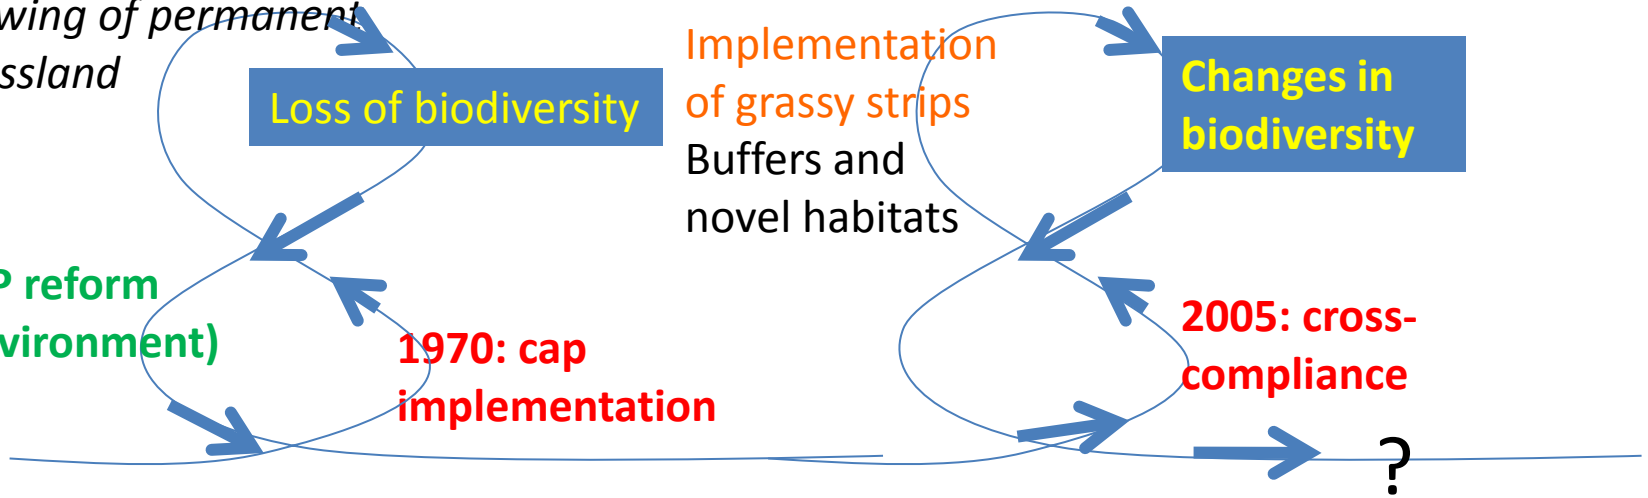 wing of permanent
ssland
Loss of biodiversity
P reform
vironment)
1970: cap
implementation
Implementation
of grassy strips
Buffers and
novel habitats
Changes in
biodiversity
2005: cross-
compliance
?